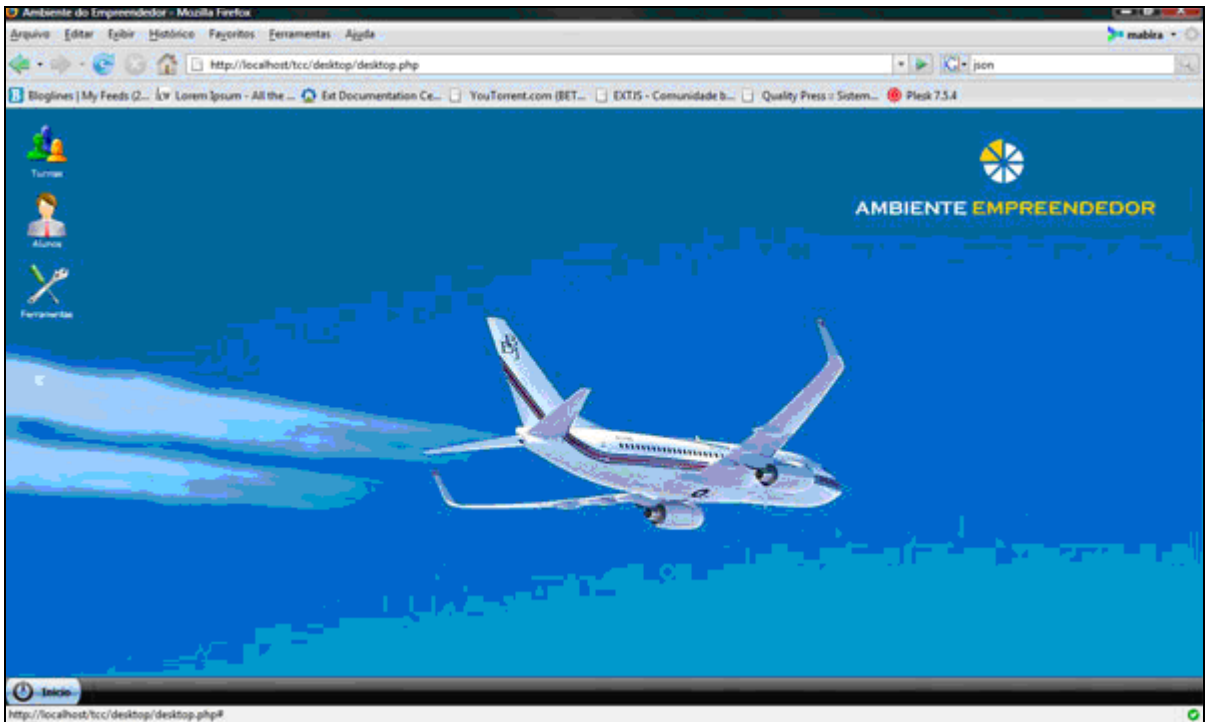 Ambiente do Empreendedor - Mozilla Firefox
Arquivo Editar Exibir Histórico Favoritos Ferramentas Ajuda mabira
http://localhost/tcc/desktop/desktop.php json
Bloglines | My Feeds (2... Lorem Ipsum - All the ... Ext Documentation Ce... YouTorrent.com (BET... EXTJS - Comunidade b... Quality Press :: Sistem... Plesk 7.5.4
Turmas
AMBIENTE EMPREENDEDOR
Alunos
Ferramentas
Início
http://localhost/tcc/desktop/desktop.php#